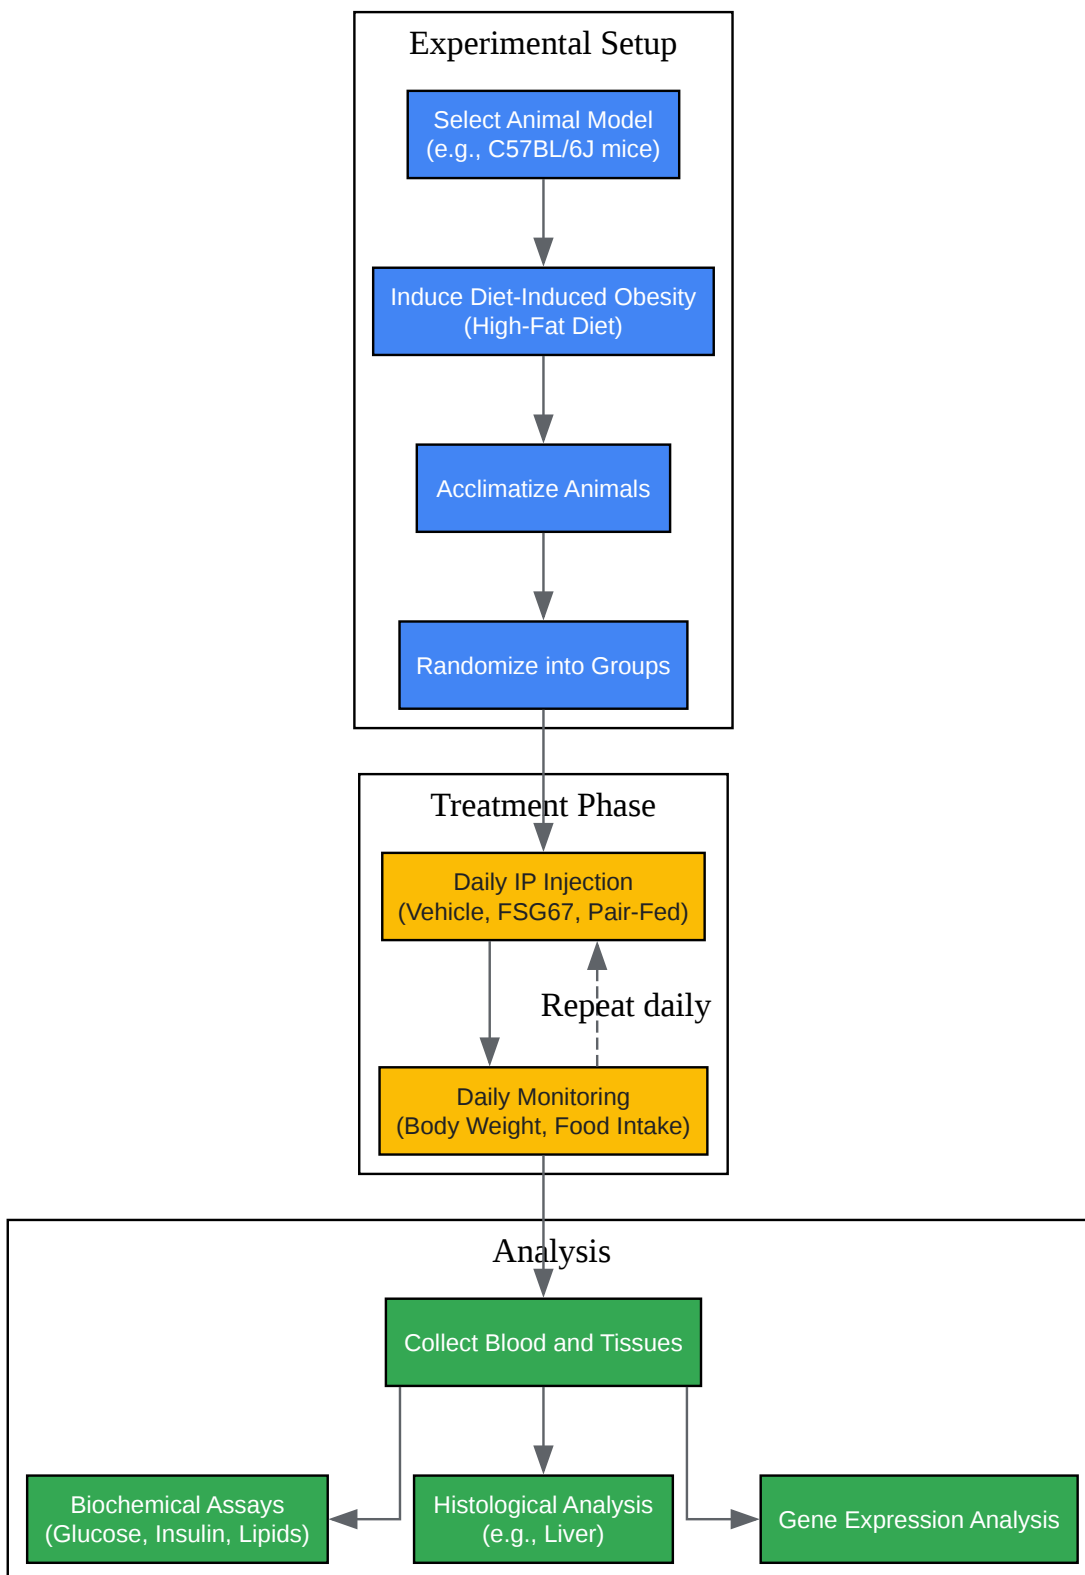 Experimental Setup
Select Animal Model
(e.g., C57BL/6J mice)
Induce Diet-Induced Obesity
(High-Fat Diet)
Acclimatize Animals
Randomize into Groups
Treatment Phase
Daily IP Injection
(Vehicle, FSG67, Pair-Fed)
Repeat daily
Daily Monitoring
(Body Weight, Food Intake)
Analysis
Collect Blood and Tissues
Biochemical Assays
(Glucose, Insulin, Lipids)
Histological Analysis
(e.g., Liver)
Gene Expression Analysis